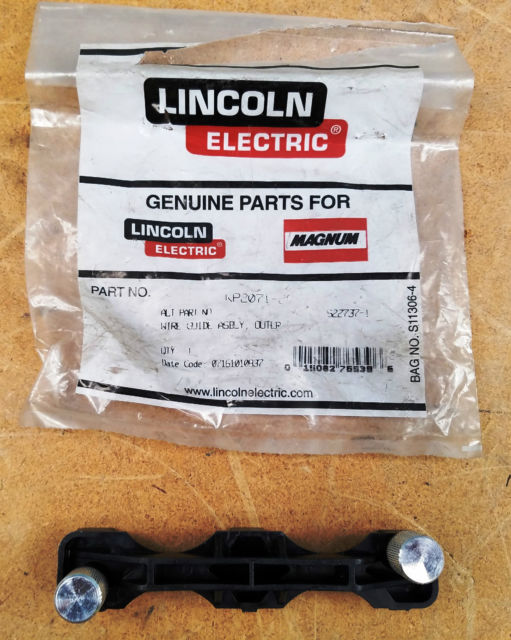 LINCOLN
ELECTRIC®
GENUINE PARTS FOR
LINCOLN
ELECTRIC
MAGNUM
PART NO. KP2071-
ALT PART NO S22737-1
WIRE GUIDE ASBLY, OUTER
QTY 1
Date Code:
BAG NO. S11306-4
www.lincolnelectric.com